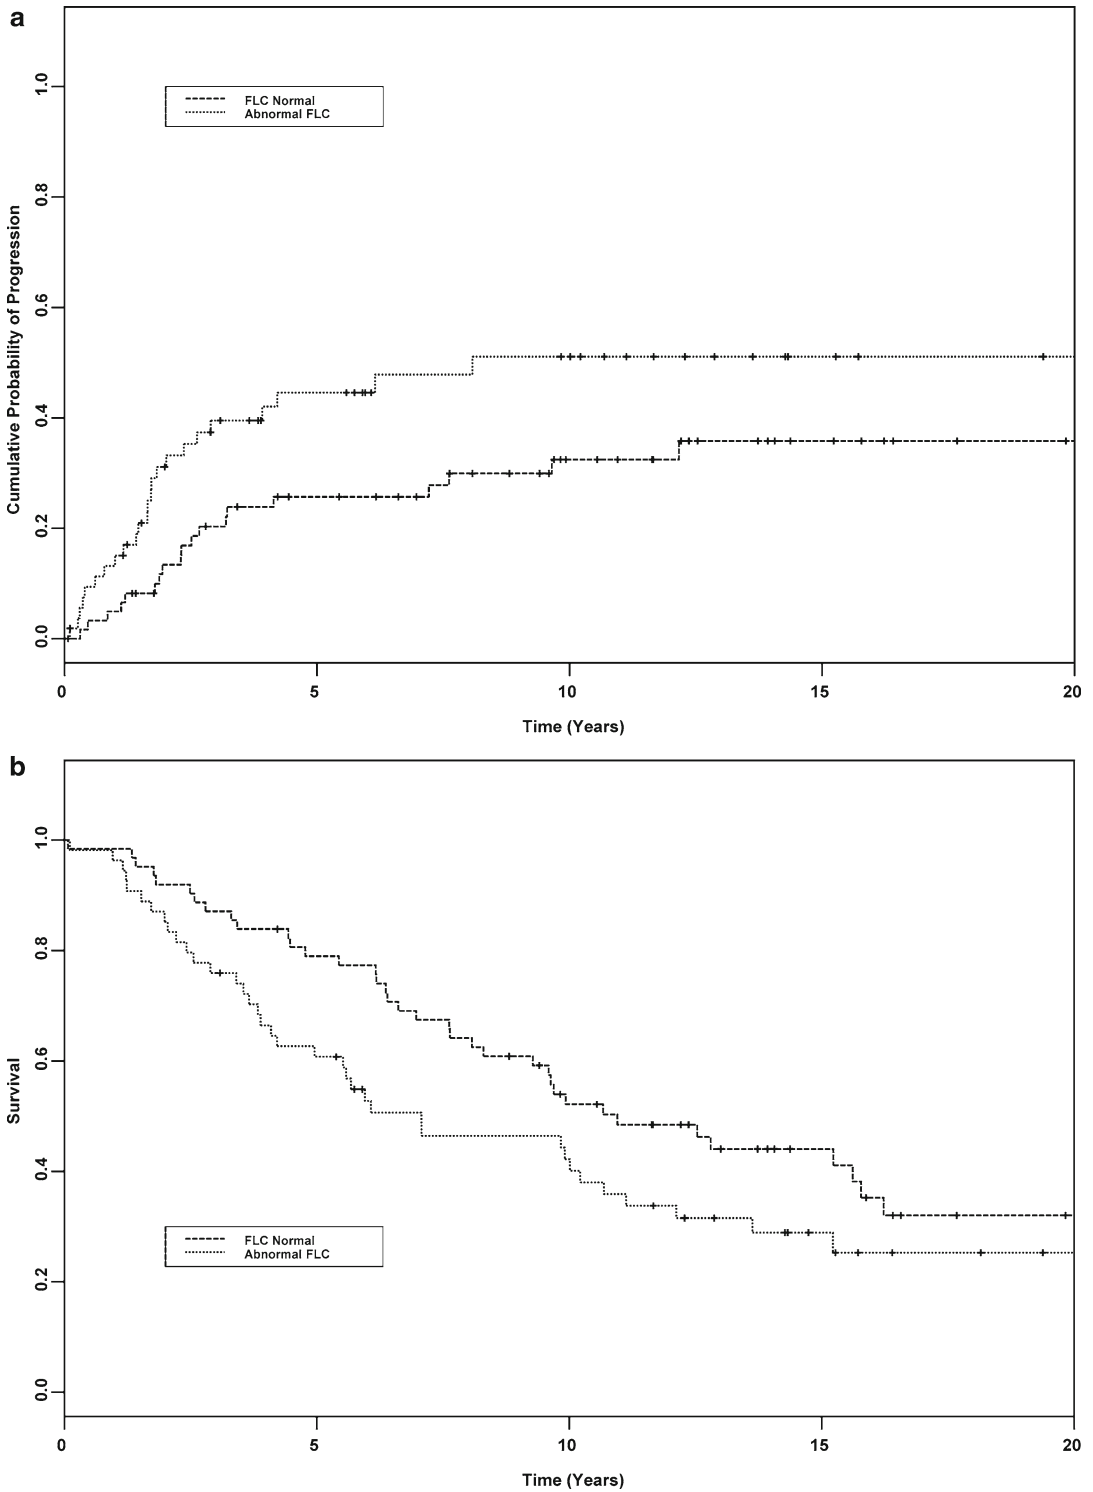 a
Cumulative Probability of Progression
1.0
0.8
0.6
0.4
0.2
0.0
FLC Normal
Abnormal FLC
0 5 10 15 20
Time (Years)
b
Survival
1.0
0.8
0.6
0.4
0.2
0.0
FLC Normal
Abnormal FLC
0 5 10 15 20
Time (Years)